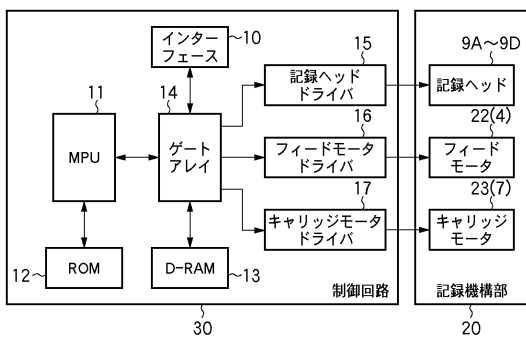 インター
フェース
10
11
MPU
14
ゲート
アレイ
15
記録ヘッド
ドライバ
9A～9D
記録ヘッド
16
フィードモータ
ドライバ
22(4)
フィード
モータ
17
キャリッジモータ
ドライバ
23(7)
キャリッジ
モータ
12
ROM
D-RAM
13
制御回路
記録機構部
30
20